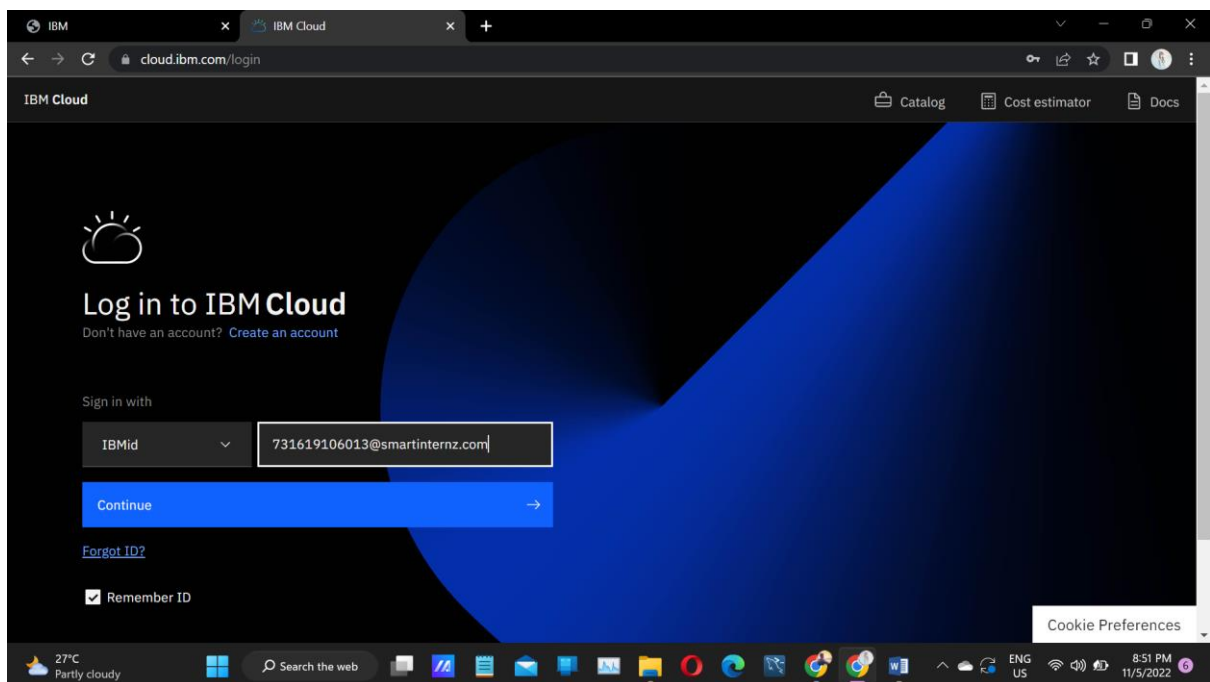 IBM
IBM Cloud
cloud.ibm.com/login
IBM Cloud
Catalog
Cost estimator
Docs
Log in to IBM Cloud
Don't have an account? Create an account
Sign in with
IBMid
731619106013@smartinternz.com
Continue
Forgot ID?
Remember ID
Cookie Preferences
27°C
Partly cloudy
Search the web
ENG
US
8:51 PM
11/5/2022
6